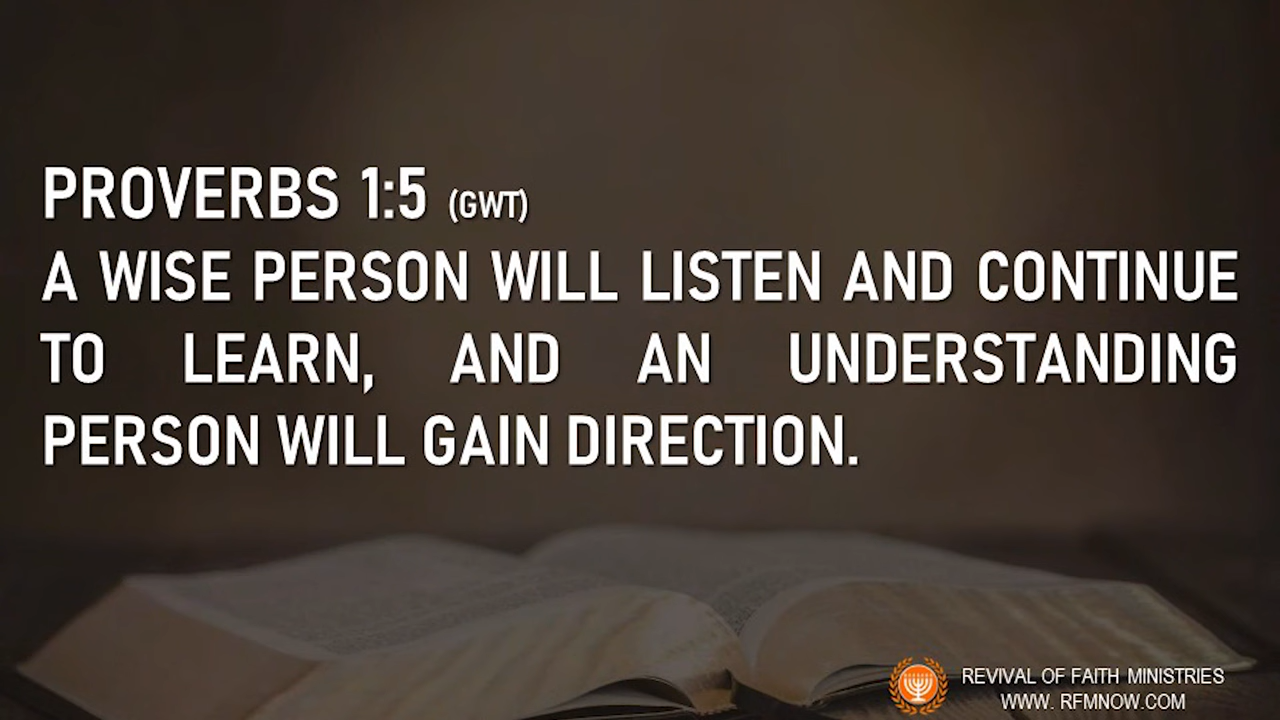 PROVERBS 1:5 (GWT)
A WISE PERSON WILL LISTEN AND CONTINUE
TO LEARN, AND AN UNDERSTANDING
PERSON WILL GAIN DIRECTION.
REVIVAL OF FAITH MINISTRIES
WWW. RFMNOW.COM